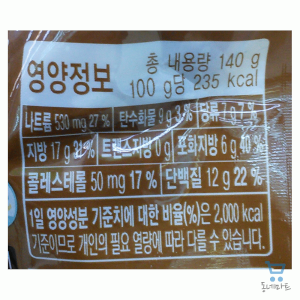 영양정보
총 내용량 140 g
100 g당 235 kcal
나트륨 530 mg 27 % 탄수화물 9 g 3 % 당류 7 g 7 %
지방 17 g 31 % 트랜스지방 0 g 포화지방 6 g 40 %
콜레스테롤 50 mg 17 % 단백질 12 g 22 %
1일 영양성분 기준치에 대한 비율(%)은 2,000 kcal
기준이므로 개인의 필요 열량에 따라 다를 수 있습니다.